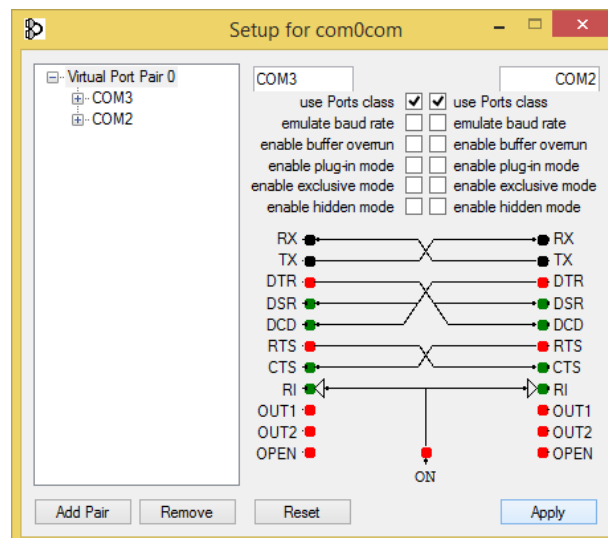 Setup for com0com
Virtual Port Pair 0
COM3
COM2
COM3 COM2
use Ports class use Ports class
emulate baud rate emulate baud rate
enable buffer overrun enable buffer overrun
enable plug-in mode enable plug-in mode
enable exclusive mode enable exclusive mode
enable hidden mode enable hidden mode
RX RX
TX TX
DTR DTR
DSR DSR
DCD DCD
RTS RTS
CTS CTS
RI RI
OUT1 OUT1
OUT2 OUT2
OPEN OPEN
ON
Add Pair Remove Reset Apply